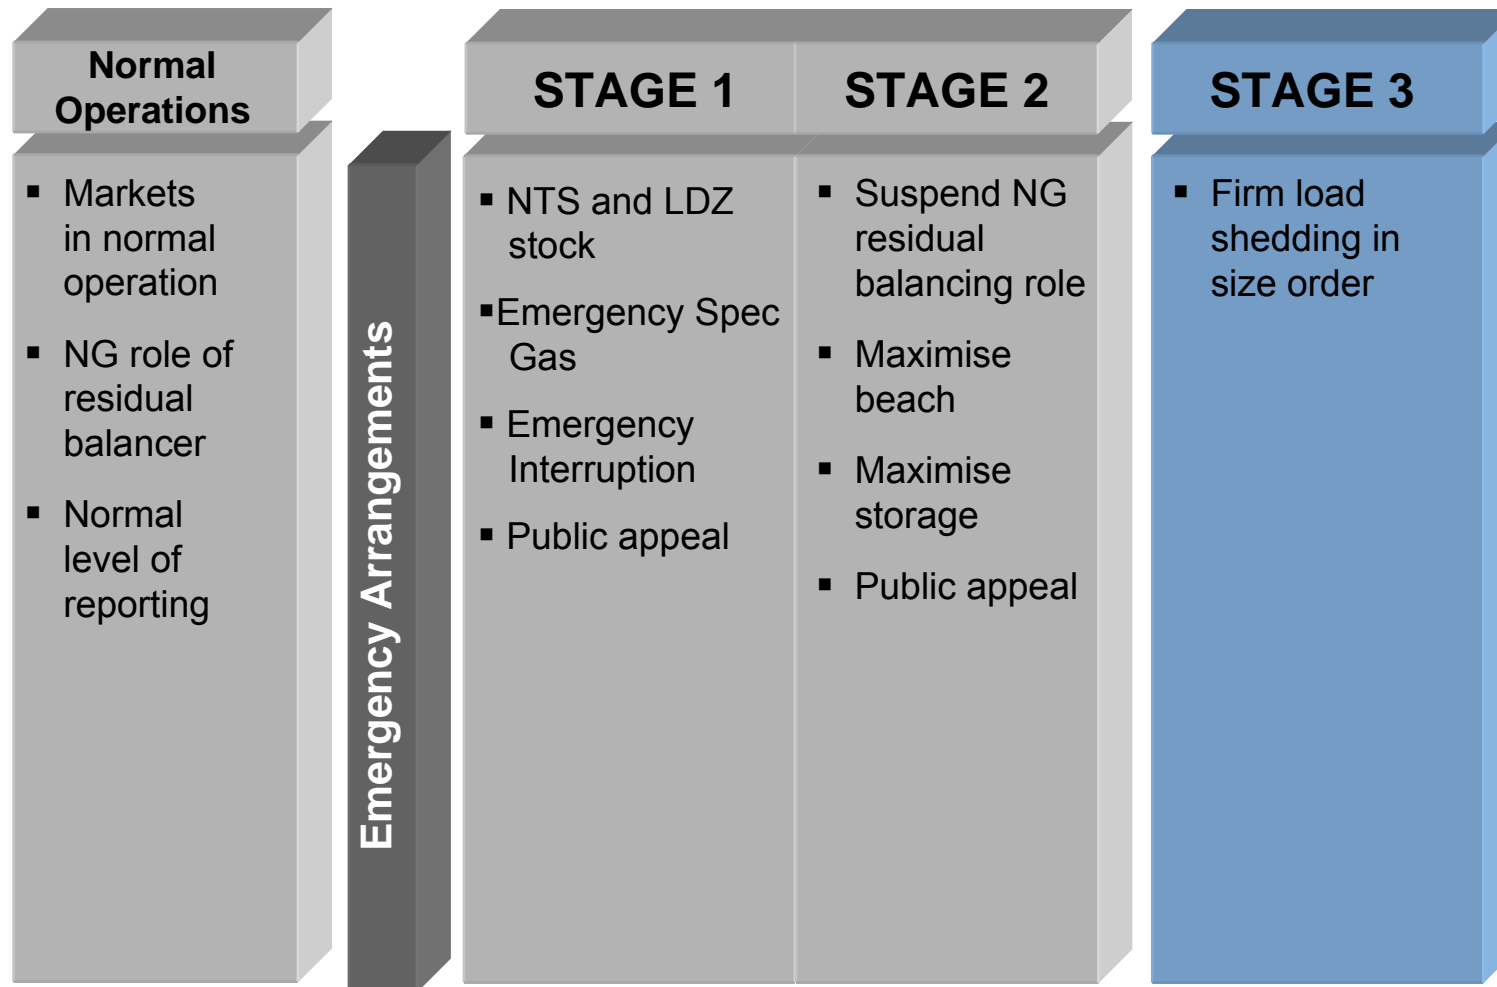 Normal
Operations
▪ Markets
in normal
operation
▪ NG role of
residual
balancer
▪ Normal
level of
reporting
Emergency Arrangements
STAGE 1
▪ NTS and LDZ
stock
▪Emergency Spec
Gas
▪ Emergency
Interruption
▪ Public appeal
STAGE 2
▪ Suspend NG
residual
balancing role
▪ Maximise
beach
▪ Maximise
storage
▪ Public appeal
STAGE 3
▪ Firm load
shedding in
size order